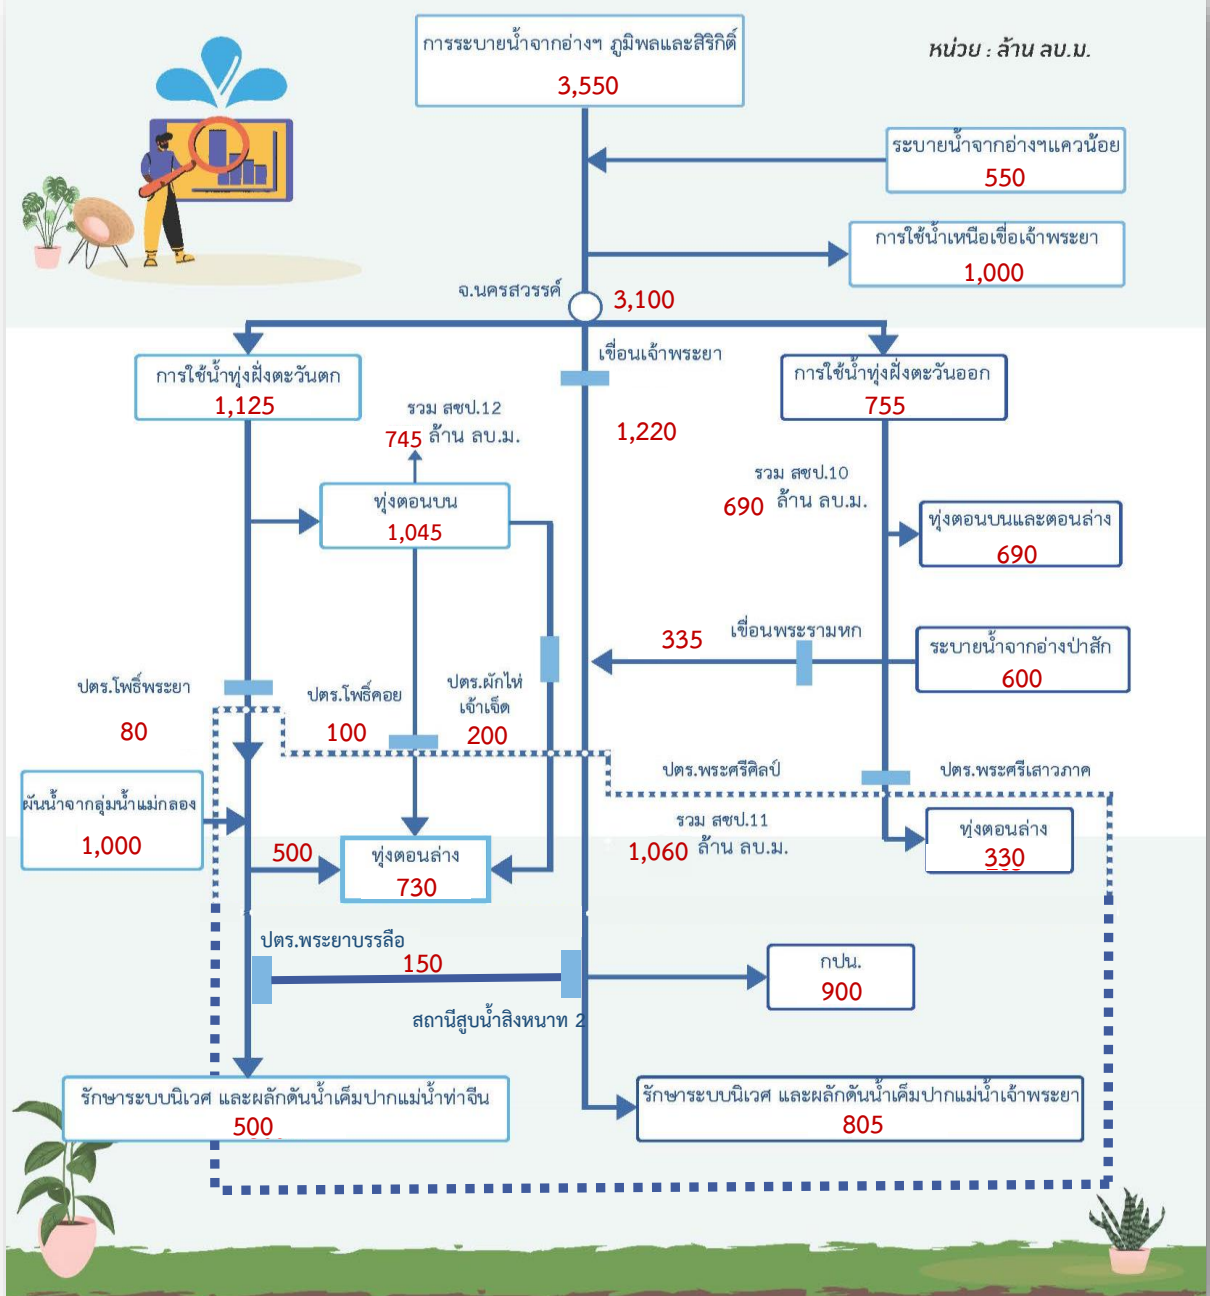 การระบายน้ำจากอ่างฯ ภูมิพลและสิริกิติ์
3,550
หน่วย : ล้าน ลบ.ม.
ระบายน้ำจากอ่างฯแควน้อย
550
การใช้น้ำเหนือเขื่อเจ้าพระยา
1,000
จ.นครสวรรค์
3,100
เขื่อนเจ้าพระยา
การใช้น้ำทุ่งฝั่งตะวันตก
1,125
การใช้น้ำทุ่งฝั่งตะวันออก
755
รวม สชป.12
745 ล้าน ลบ.ม.
1,220
รวม สชป.10
690 ล้าน ลบ.ม.
ทุ่งตอนบน
1,045
ทุ่งตอนบนและตอนล่าง
690
335
เขื่อนพระรามหก
ระบายน้ำจากอ่างป่าสัก
600
ปตร.โพธิ์พระยา
80
ปตร.โพธิ์คอย
100
ปตร.ผักไห่
เจ้าเจ็ด
200
ปตร.พระศรีศิลป์
ปตร.พระศรีเสาวภาค
ผันน้ำจากลุ่มน้ำแม่กลอง
1,000
รวม สชป.11
1,060 ล้าน ลบ.ม.
ทุ่งตอนล่าง
330
500
ทุ่งตอนล่าง
730
ปตร.พระยาบรรลือ
150
สถานีสูบน้ำสิงหนาท 2
กปน.
900
รักษาระบบนิเวศ และผลักดันน้ำเค็มปากแม่น้ำท่าจีน
500
รักษาระบบนิเวศ และผลักดันน้ำเค็มปากแม่น้ำเจ้าพระยา
805